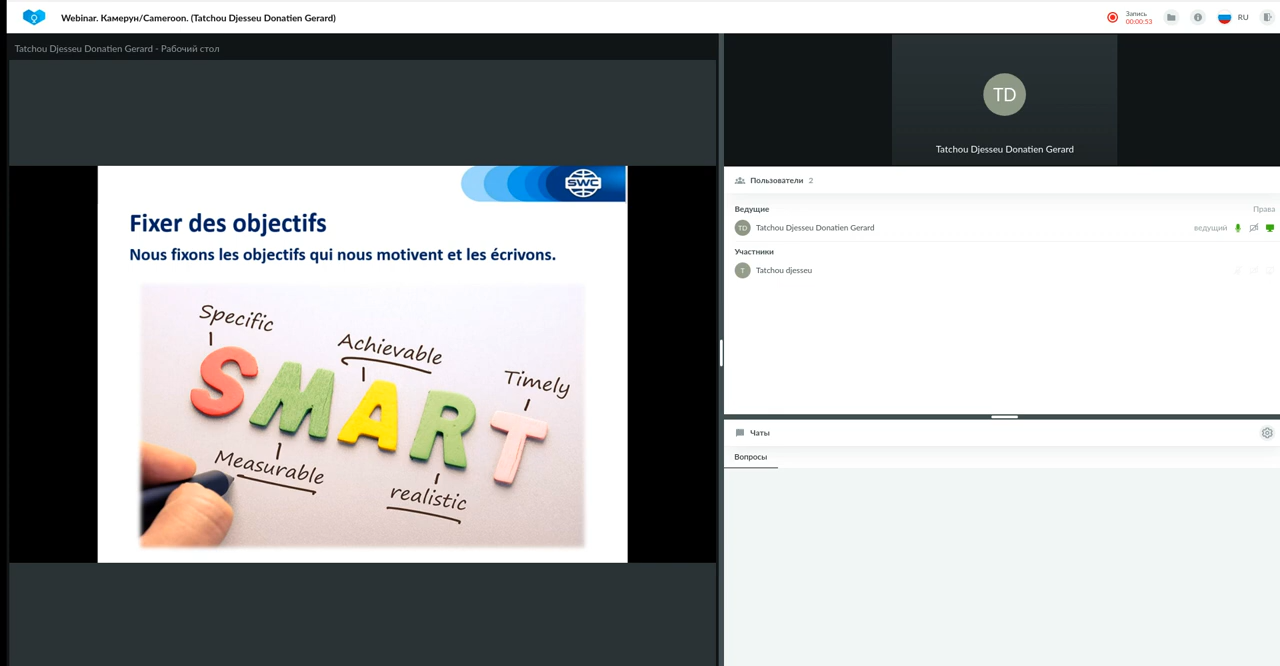 Webinar. Камерун/Cameroon. (Tatchou Djesseu Donatien Gerard)
Запись
00:00:53
RU
Tatchou Djesseu Donatien Gerard - Рабочий стол
SWC
Fixer des objectifs
Nous fixons les objectifs qui nous motivent et les écrivons.
Specific
Achievable
Timely
SMART
Measurable
realistic
TD
Tatchou Djesseu Donatien Gerard
Пользователи 2
Ведущие Права
TD Tatchou Djesseu Donatien Gerard ведущий
Участники
T Tatchou djesseu
Чаты
Вопросы